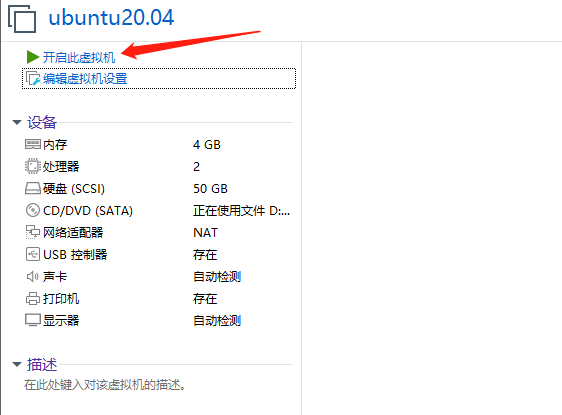 ubuntu20.04
开启此虚拟机
编辑虚拟机设置
设备
内存 4 GB
处理器 2
硬盘 (SCSI) 50 GB
CD/DVD (SATA) 正在使用文件 D:...
网络适配器 NAT
USB 控制器 存在
声卡 自动检测
打印机 存在
显示器 自动检测
描述
在此处键入对该虚拟机的描述。